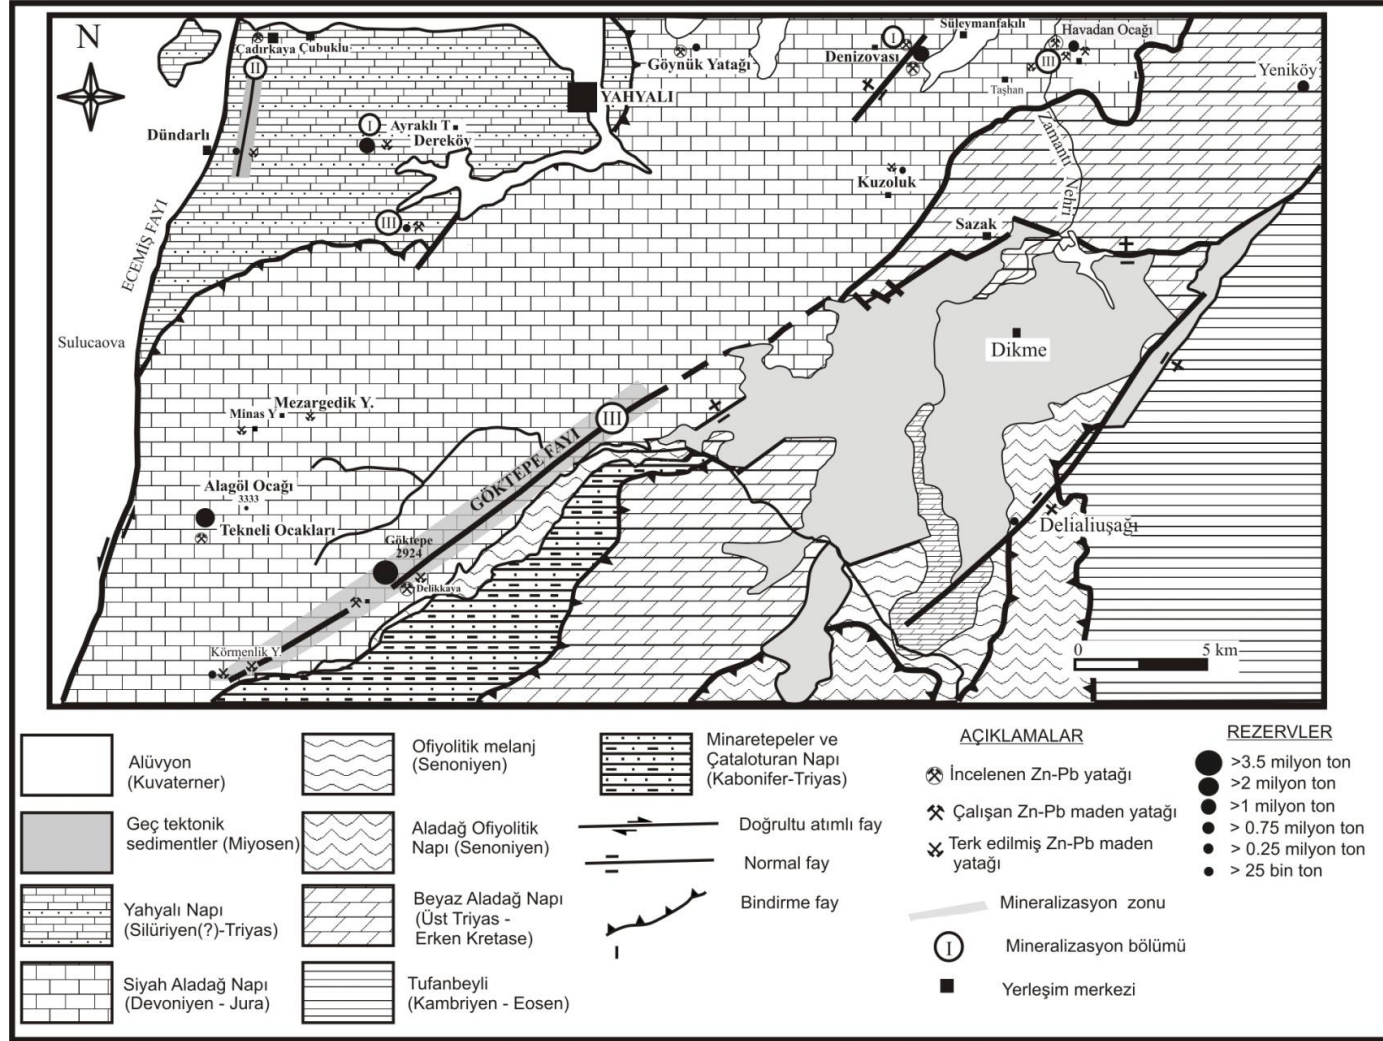 N
Çadırkaya
Çubuklu
II
Dündarlı
I
Ayraklı T
Dereköy
III
YAHYALI
Göynük Yatağı
I
Denizovası
Süleymanfakılı
Havadan Ocağı
III
Taşhan
Yeniköy
Zamantı Nehri
Kuzoluk
Sazak
ECEMİŞ FAYI
Sulucaova
Dikme
Mezargedik Y.
Minas Y
III
GÖKTEPE FAYI
Alagöl Ocağı
3333
Tekneli Ocakları
Göktepe
2924
Delikkaya
Delialiuşağı
Körmenlik Y.
0 5 km
Alüvyon
(Kuvaterner)
Geç tektonik
sedimentler (Miyosen)
Yahyalı Napı
(Silüriyen(?)-Triyas)
Siyah Aladağ Napı
(Devoniyen - Jura)
Ofiyolitik melanj
(Senoniyen)
Aladağ Ofiyolitik
Napı (Senoniyen)
Beyaz Aladağ Napı
(Üst Triyas -
Erken Kretase)
Tufanbeyli
(Kambriyen - Eosen)
Minaretepeler ve
Çataloturan Napı
(Kabonifer-Triyas)
Doğrultu atımlı fay
Normal fay
Bindirme fay
AÇIKLAMALAR
İncelenen Zn-Pb yatağı
Çalışan Zn-Pb maden yatağı
Terk edilmiş Zn-Pb maden
yatağı
Mineralizasyon zonu
I
Mineralizasyon bölümü
Yerleşim merkezi
REZERVLER
>3.5 milyon ton
>2 milyon ton
>1 milyon ton
> 0.75 milyon ton
> 0.25 milyon ton
> 25 bin ton